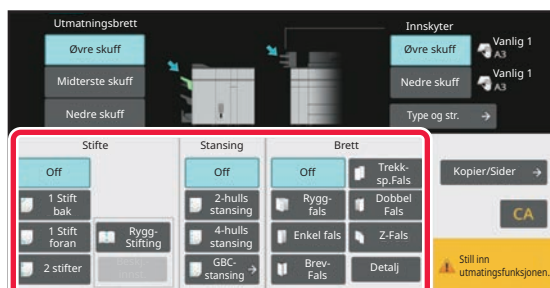 Utmatningsbrett
Øvre skuff
Midterste skuff
Nedre skuff
Innskyter
Øvre skuff
Vanlig 1
A3
Nedre skuff
Vanlig 1
A3
Type og str.
Stifte
Off
1 Stift
bak
1 Stift
foran
2 stifter
Rygg-
Stifting
Stansing
Off
2-hulls
stansing
4-hulls
stansing
GBC-
stansing
Brett
Off
Trekk-
sp.Fals
Rygg-
fals
Dobbel
Fals
Enkel fals
Z-Fals
Brev-
Fals
Detalj
Kopier/Sider
CA
Still inn
utmatingsfunksjonen.